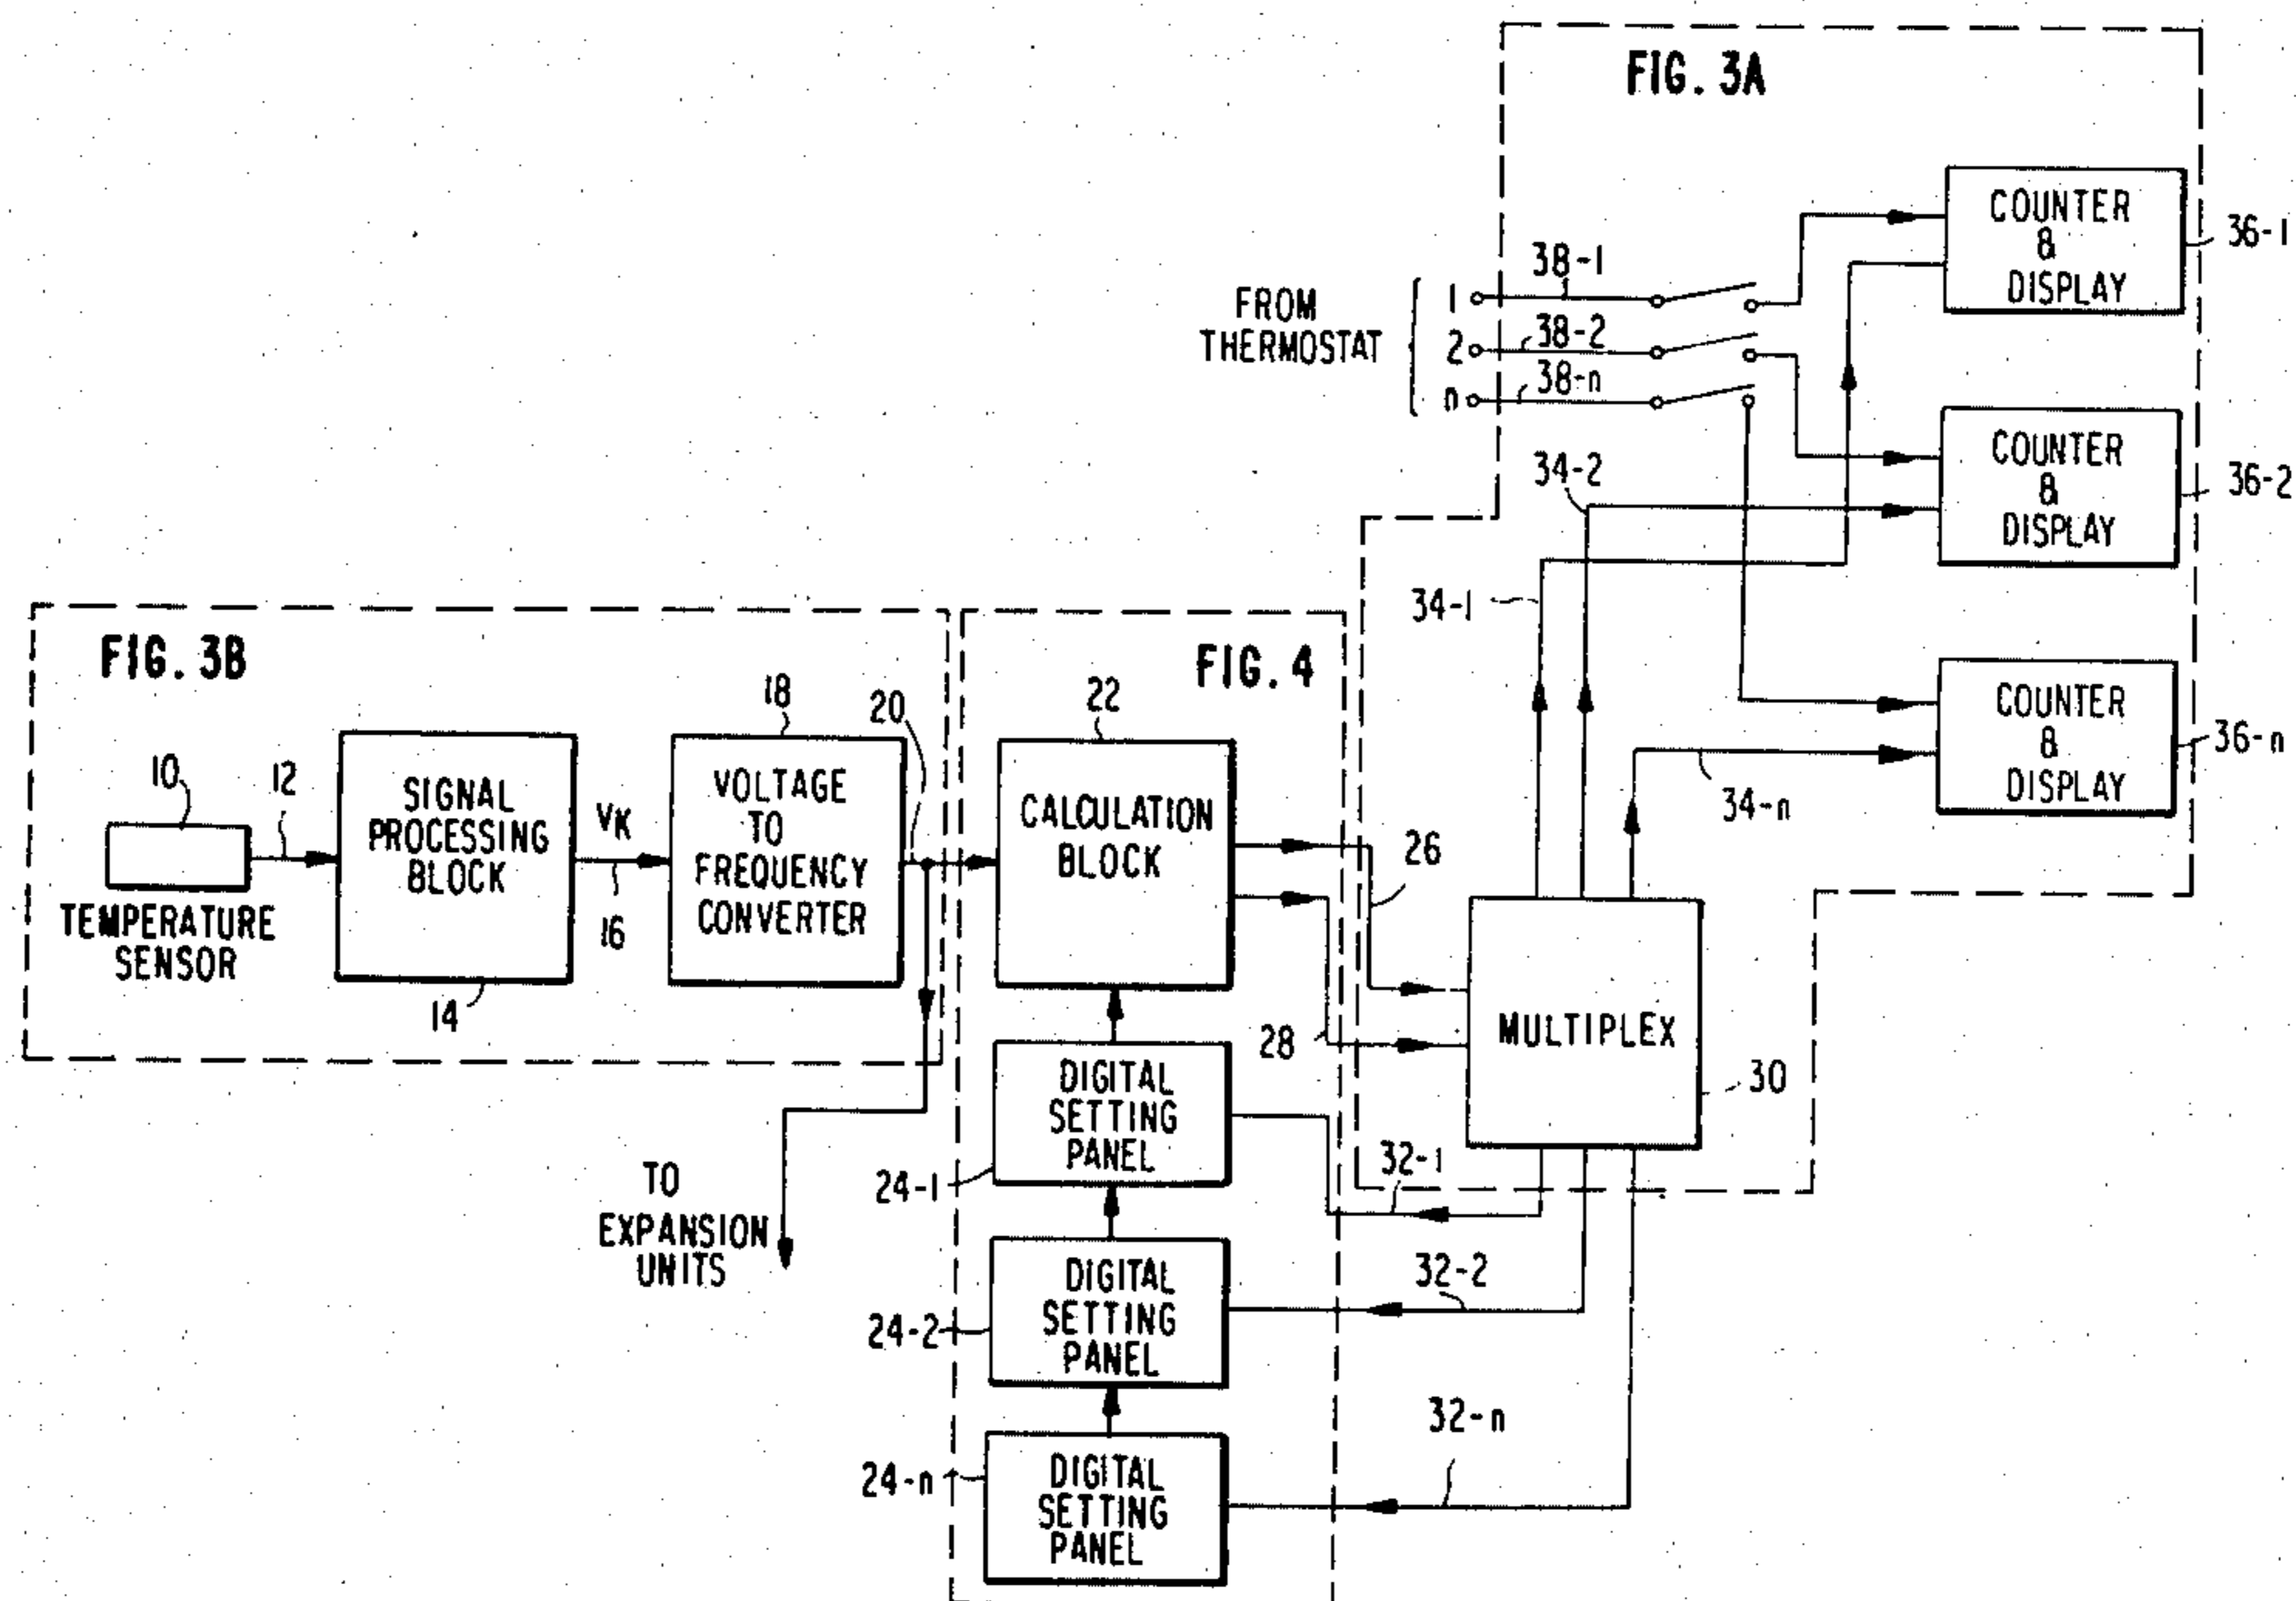 FIG. 3A
COUNTER
&
DISPLAY
36-1
FROM
THERMOSTAT
1
2
n
38-1
38-2
38-n
COUNTER
&
DISPLAY
36-2
34-2
34-1
COUNTER
&
DISPLAY
36-n
34-n
FIG. 3B
10
TEMPERATURE
SENSOR
12
SIGNAL
PROCESSING
BLOCK
14
VK
16
18
VOLTAGE
TO
FREQUENCY
CONVERTER
20
TO
EXPANSION
UNITS
FIG. 4
22
CALCULATION
BLOCK
26
28
MULTIPLEX
30
DIGITAL
SETTING
PANEL
24-1
32-1
DIGITAL
SETTING
PANEL
24-2
32-2
DIGITAL
SETTING
PANEL
24-n
32-n